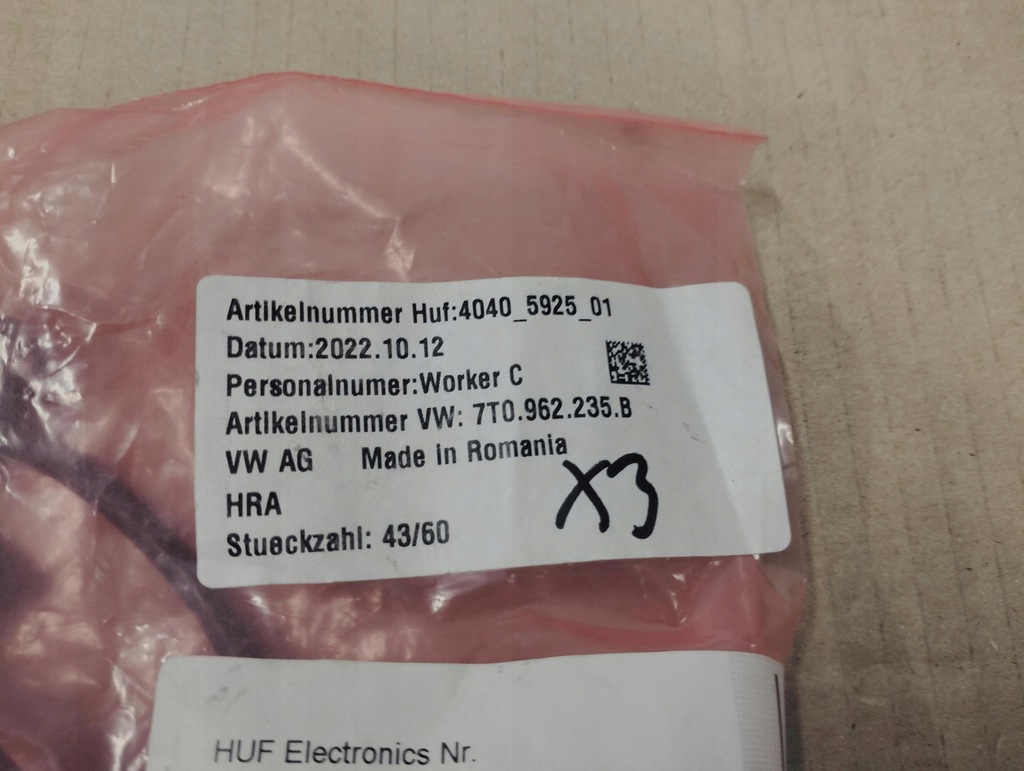 Artikelnummer Huf:4040_5925_01
Datum:2022.10.12
Personalnumer:Worker C
Artikelnummer VW: 7T0.962.235.B
VW AG Made in Romania
X3
HRA
Stueckzahl: 43/60
HUF Electronics Nr.